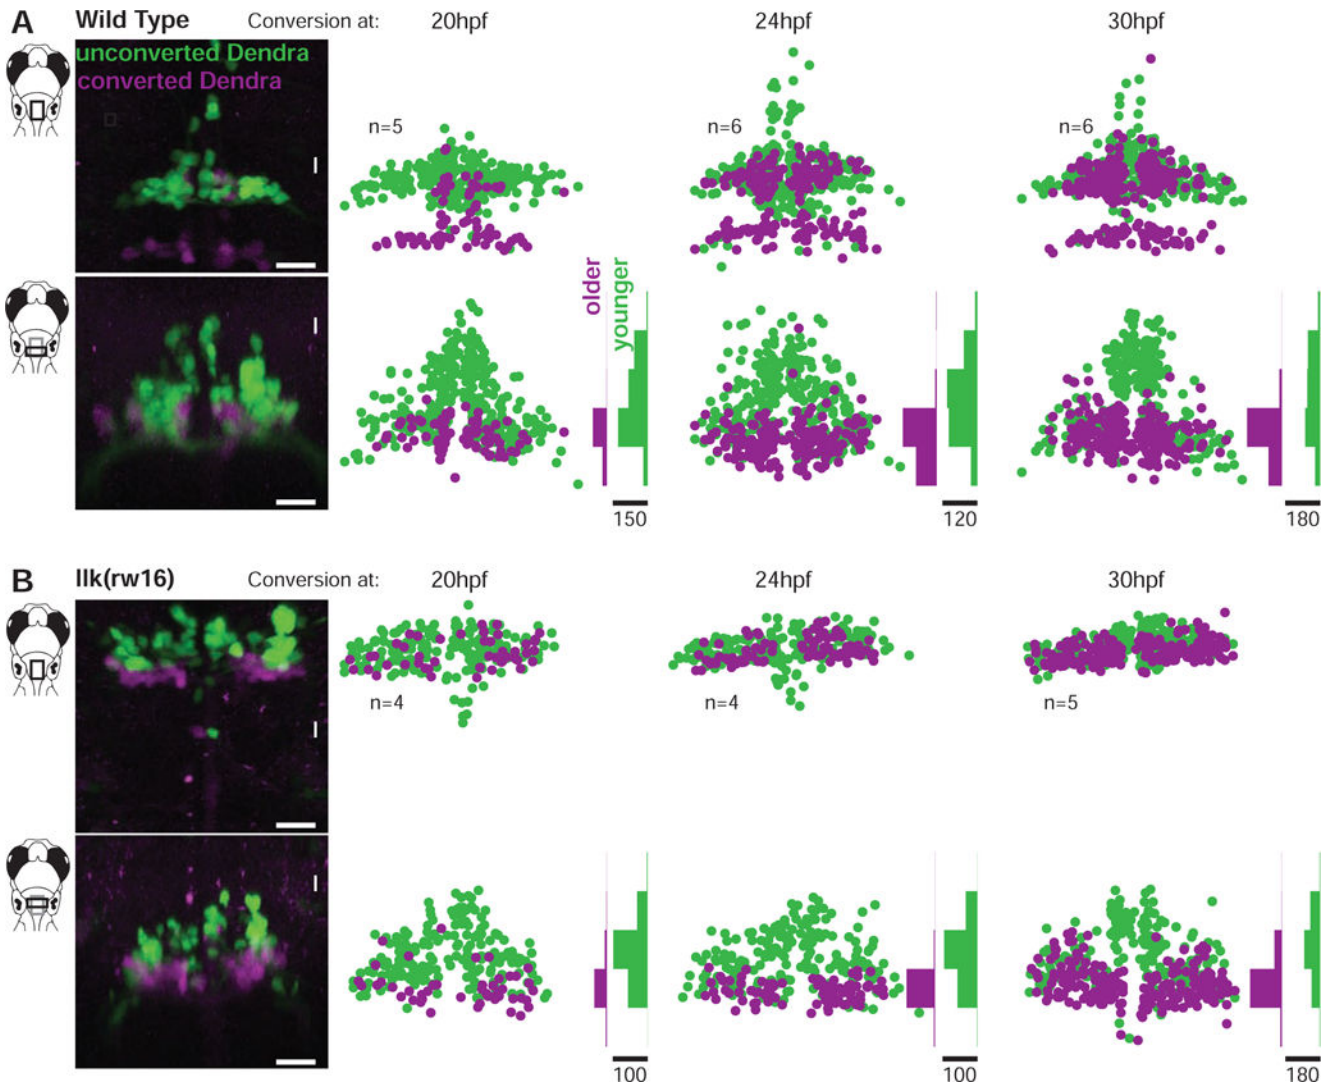 A Wild Type Conversion at: 20hpf 24hpf 30hpf
unconverted Dendra
converted Dendra
n=5 n=6 n=6
older
younger
150 120 180
B llk(rw16) Conversion at: 20hpf 24hpf 30hpf
n=4 n=4 n=5
100 100 180